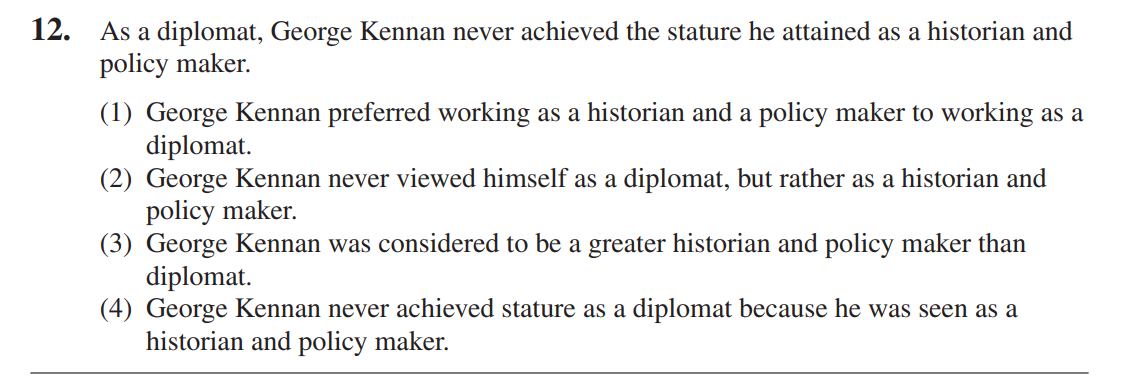 12. As a diplomat, George Kennan never achieved the stature he attained as a historian and
policy maker.
(1) George Kennan preferred working as a historian and a policy maker to working as a
diplomat.
(2) George Kennan never viewed himself as a diplomat, but rather as a historian and
policy maker.
(3) George Kennan was considered to be a greater historian and policy maker than
diplomat.
(4) George Kennan never achieved stature as a diplomat because he was seen as a
historian and policy maker.